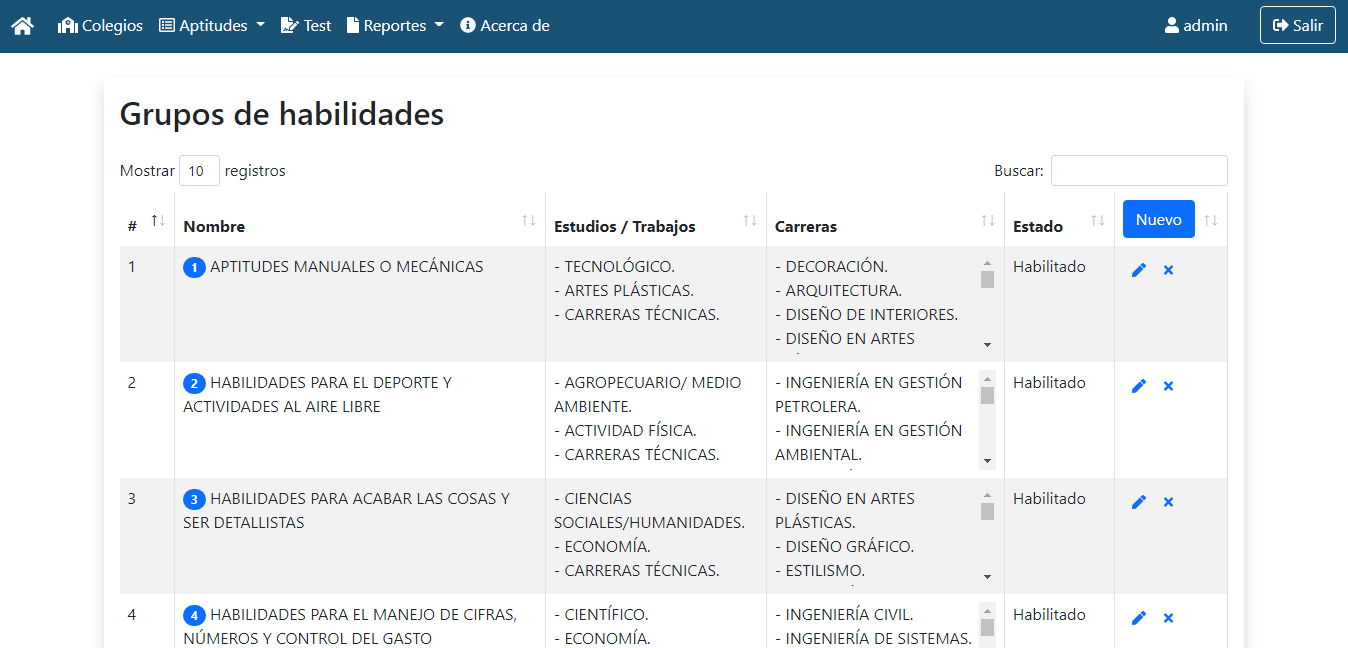 Colegios Aptitudes Test Reportes Acerca de admin Salir
Grupos de habilidades
Mostrar 10 registros Buscar:
# Nombre Estudios / Trabajos Carreras Estado Nuevo
1 1 APTITUDES MANUALES O MECÁNICAS - TECNOLÓGICO. - DECORACIÓN. Habilitado
- ARTES PLÁSTICAS. - ARQUITECTURA.
- CARRERAS TÉCNICAS. - DISEÑO DE INTERIORES.
- DISEÑO EN ARTES
2 2 HABILIDADES PARA EL DEPORTE Y - AGROPECUARIO/ MEDIO - INGENIERÍA EN GESTIÓN Habilitado
ACTIVIDADES AL AIRE LIBRE AMBIENTE. PETROLERA.
- ACTIVIDAD FÍSICA. - INGENIERÍA EN GESTIÓN
- CARRERAS TÉCNICAS. AMBIENTAL.
3 3 HABILIDADES PARA ACABAR LAS COSAS Y - CIENCIAS - DISEÑO EN ARTES Habilitado
SER DETALLISTAS SOCIALES/HUMANIDADES. PLÁSTICAS.
- ECONOMÍA. - DISEÑO GRÁFICO.
- CARRERAS TÉCNICAS. - ESTILISMO.
4 4 HABILIDADES PARA EL MANEJO DE CIFRAS, - CIENTÍFICO. - INGENIERÍA CIVIL. Habilitado
NÚMEROS Y CONTROL DEL GASTO - ECONOMÍA. - INGENIERÍA DE SISTEMAS.